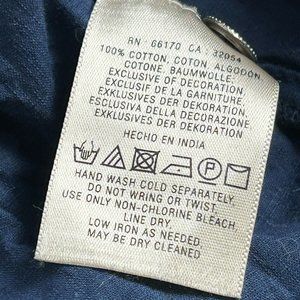 RN 66170 CA 32054
100% COTTON, COTON, ALGODON
COTONE, BAUMWOLLE.
EXCLUSIVE OF DECORATION
EXCLUSIF DE LA GARNITURE
EXKLUSIVES DER DEKORATION.
ESCLUSIVA DELLA DECORAZIONE
EXKLUSIVES DER DEKORATION
HECHO EN INDIA
P
HAND WASH COLD SEPARATELY.
DO NOT WRING OR TWIST.
USE ONLY NON-CHLORINE BLEACH.
LINE DRY.
LOW IRON AS NEEDED.
MAY BE DRY CLEANED